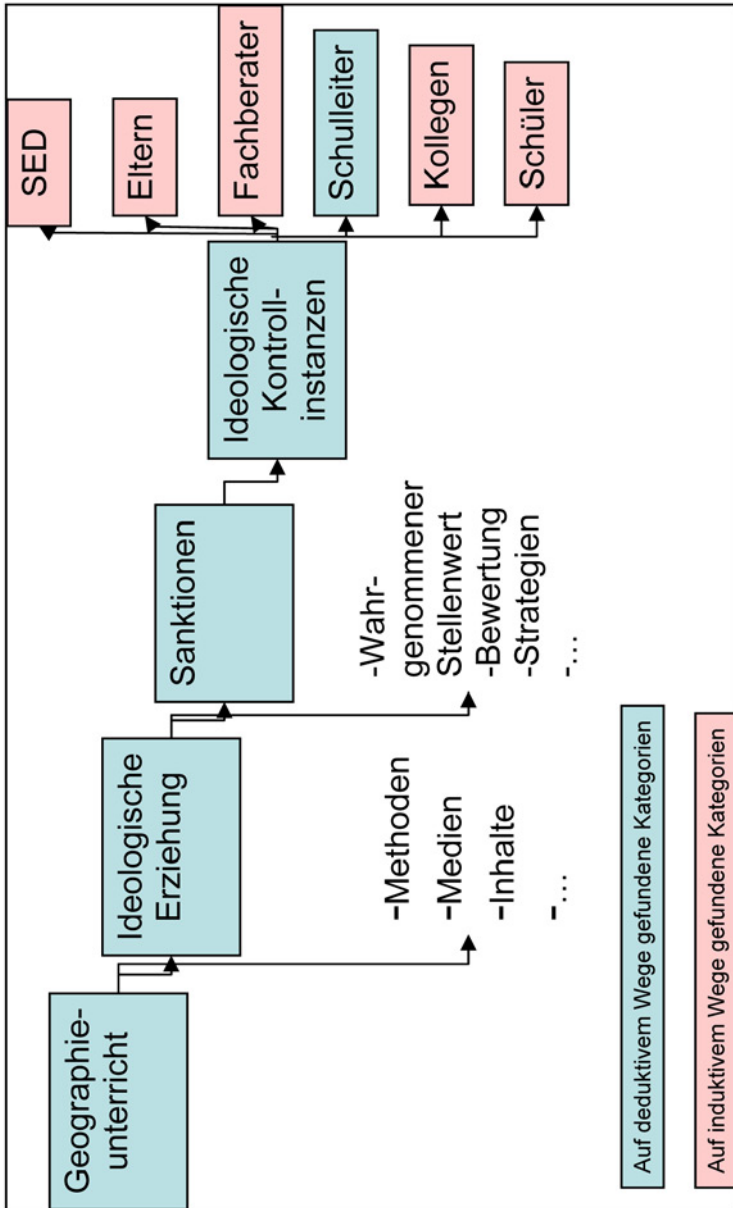 Geographie-
unterricht
Ideologische
Erziehung
-Methoden
-Medien
-Inhalte
-...
Sanktionen
-Wahr-
genommener
Stellenwert
-Bewertung
-Strategien
-...
Ideologische
Kontroll-
instanzen
SED
Eltern
Fachberater
Schulleiter
Kollegen
Schüler
Auf deduktivem Wege gefundene Kategorien
Auf induktivem Wege gefundene Kategorien